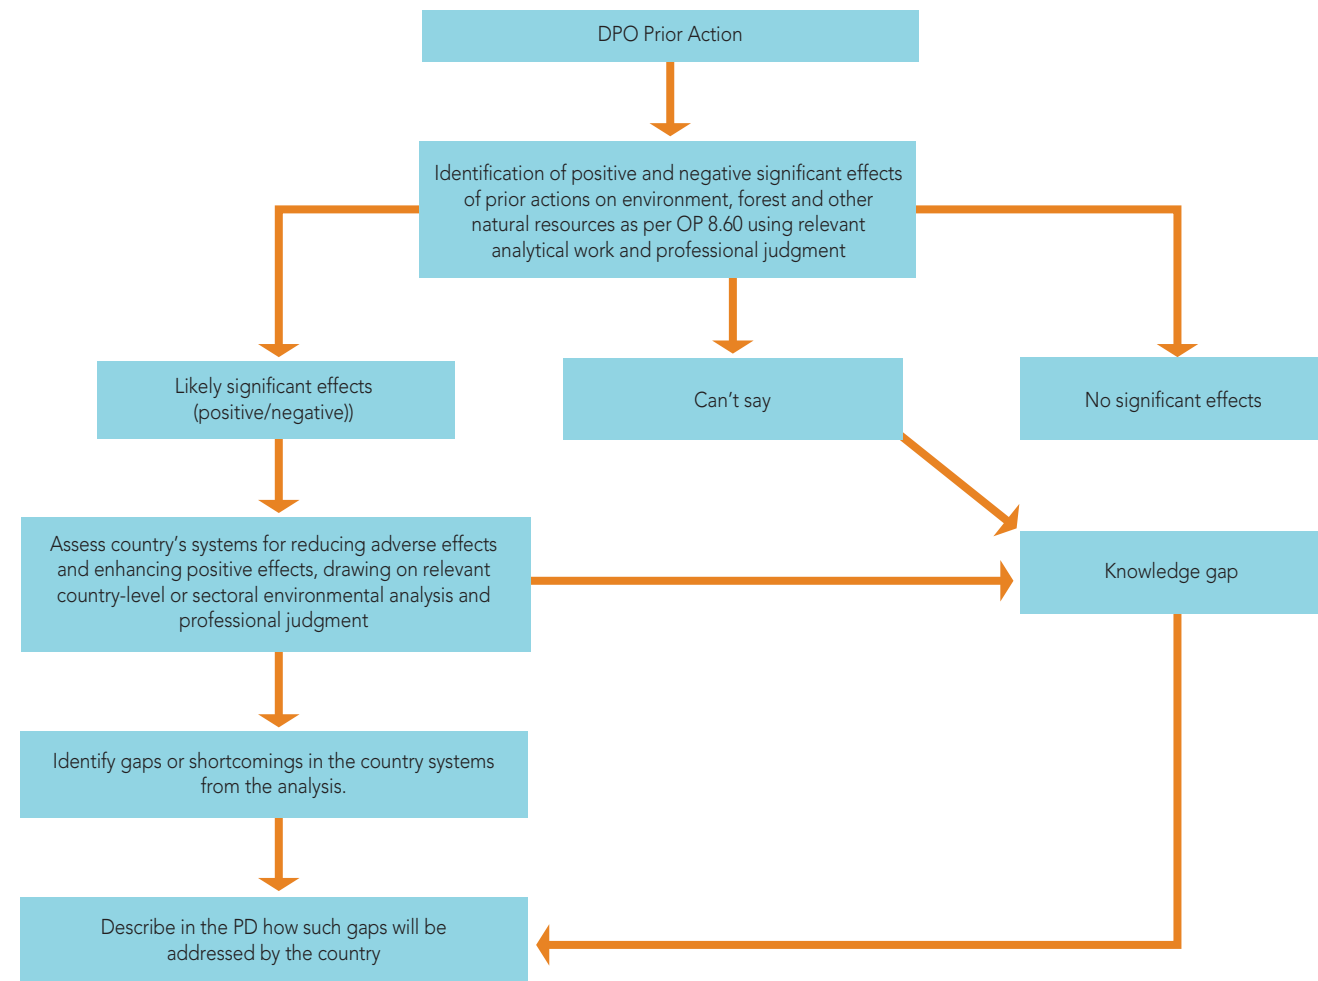 DPO Prior Action
Identification of positive and negative significant effects
of prior actions on environment, forest and other
natural resources as per OP 8.60 using relevant
analytical work and professional judgment
Likely significant effects
(positive/negative))
Can’t say
No significant effects
Assess country’s systems for reducing adverse effects
and enhancing positive effects, drawing on relevant
country-level or sectoral environmental analysis and
professional judgment
Knowledge gap
Identify gaps or shortcomings in the country systems
from the analysis.
Describe in the PD how such gaps will be
addressed by the country